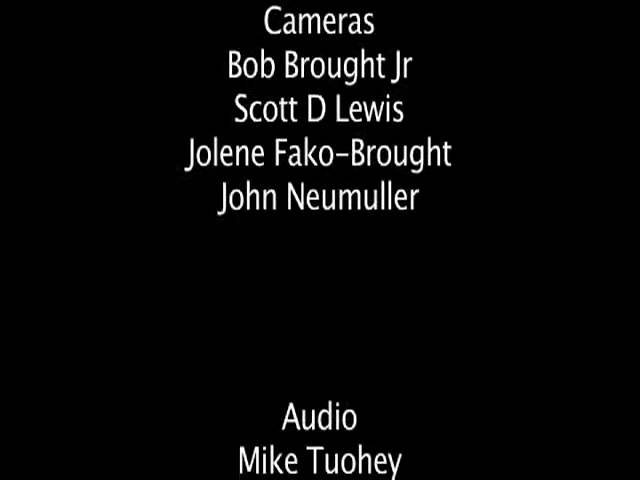 Cameras
Bob Brought Jr
Scott D Lewis
Jolene Fako-Brought
John Neumuller
Audio
Mike Tuohey